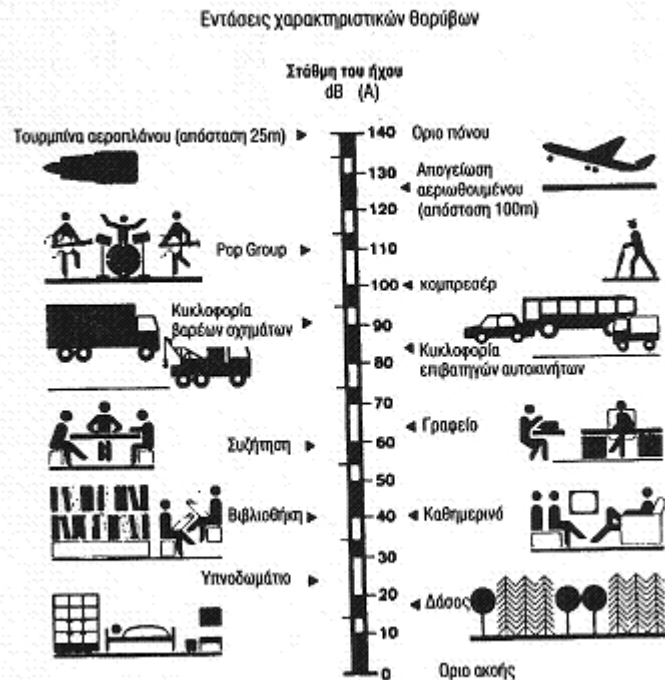 Εντάσεις χαρακτηριστικών θορύβων
Στάθμη του ήχου
dB (A)
Τουρμπίνα αεροπλάνου (απόσταση 25m)
140 Οριο πόνου
130 Απογείωση
αεριωθουμένου
120 (απόσταση 100m)
Pop Group
110
100 κομπρεσέρ
Κυκλοφορία
βαρέων οχημάτων
90
80 Κυκλοφορία
επιβατηγών αυτοκινήτων
70
Γραφείο
Συζήτηση
60
50
Βιβλιοθήκη
40 Καθημερινό
30
Υπνοδωμάτιο
20 Δάσος
10
0 Οριο ακοής